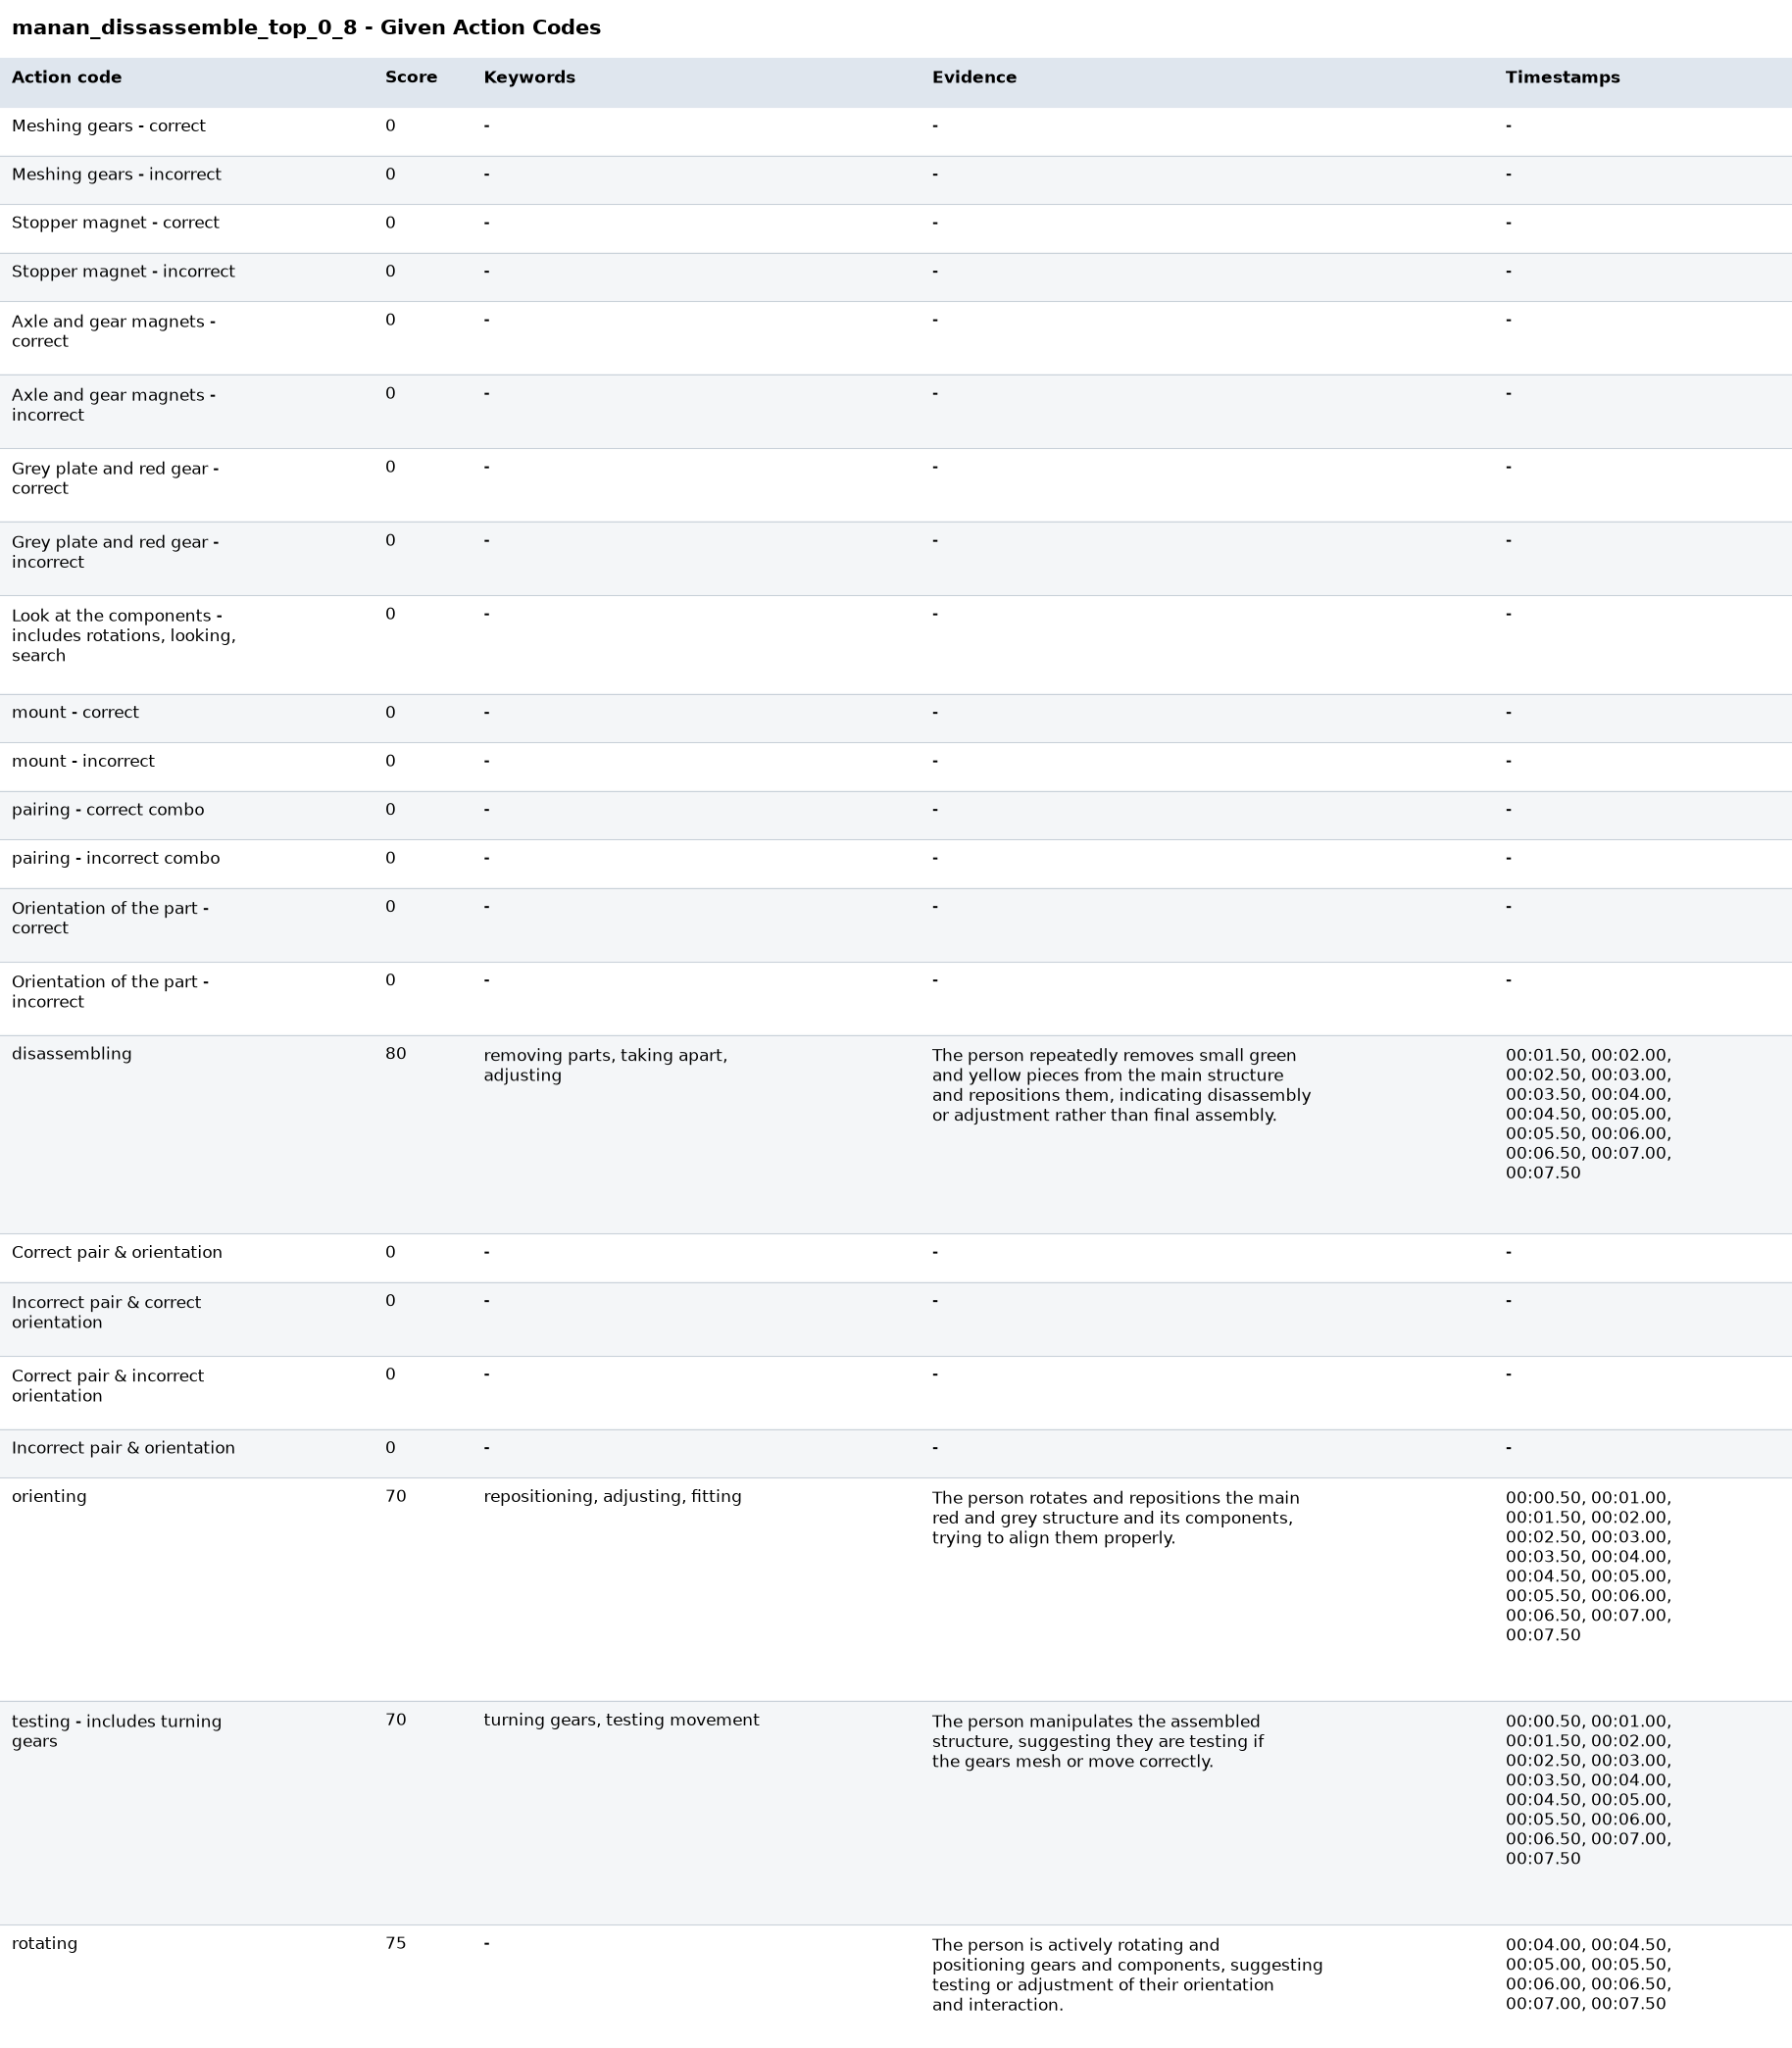 manan_dissassemble_top_0_8 - Given Action Codes
Action code Score Keywords Evidence Timestamps
Meshing gears - correct 0 - - -
Meshing gears - incorrect 0 - - -
Stopper magnet - correct 0 - - -
Stopper magnet - incorrect 0 - - -
Axle and gear magnets - 0 - - -
correct
Axle and gear magnets - 0 - - -
incorrect
Grey plate and red gear - 0 - - -
correct
Grey plate and red gear - 0 - - -
incorrect
Look at the components - 0 - - -
includes rotations, looking,
search
mount - correct 0 - - -
mount - incorrect 0 - - -
pairing - correct combo 0 - - -
pairing - incorrect combo 0 - - -
Orientation of the part - 0 - - -
correct
Orientation of the part - 0 - - -
incorrect
disassembling 80 removing parts, taking apart, The person repeatedly removes small green 00:01.50, 00:02.00,
adjusting and yellow pieces from the main structure 00:02.50, 00:03.00,
and repositions them, indicating disassembly 00:03.50, 00:04.00,
or adjustment rather than final assembly. 00:04.50, 00:05.00,
00:05.50, 00:06.00,
00:06.50, 00:07.00,
00:07.50
Correct pair & orientation 0 - - -
Incorrect pair & correct 0 - - -
orientation
Correct pair & incorrect 0 - - -
orientation
Incorrect pair & orientation 0 - - -
orienting 70 repositioning, adjusting, fitting The person rotates and repositions the main 00:00.50, 00:01.00,
red and grey structure and its components, 00:01.50, 00:02.00,
trying to align them properly. 00:02.50, 00:03.00,
00:03.50, 00:04.00,
00:04.50, 00:05.00,
00:05.50, 00:06.00,
00:06.50, 00:07.00,
00:07.50
testing - includes turning 70 turning gears, testing movement The person manipulates the assembled 00:00.50, 00:01.00,
gears structure, suggesting they are testing if 00:01.50, 00:02.00,
the gears mesh or move correctly. 00:02.50, 00:03.00,
00:03.50, 00:04.00,
00:04.50, 00:05.00,
00:05.50, 00:06.00,
00:06.50, 00:07.00,
00:07.50
rotating 75 - The person is actively rotating and 00:04.00, 00:04.50,
positioning gears and components, suggesting 00:05.00, 00:05.50,
testing or adjustment of their orientation 00:06.00, 00:06.50,
and interaction. 00:07.00, 00:07.50